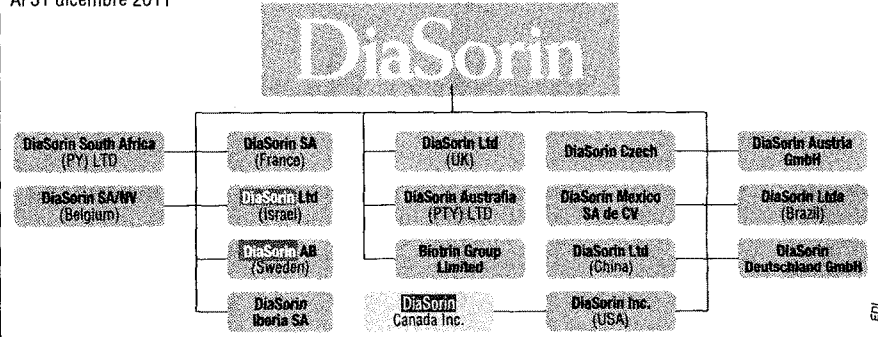 Al 31 dicembre 2011
DiaSorin
DiaSorin South Africa
(PY) LTD
DiaSorin SA
(France)
DiaSorin Ltd
(UK)
DiaSorin Czech
DiaSorin Austria
GmbH
DiaSorin SA/NV
(Belgium)
DiaSorin Ltd
(Israel)
DiaSorin Australia
(PTY) LTD
DiaSorin Mexico
SA de CV
DiaSorin Ltda
(Brazil)
DiaSorin AB
(Sweden)
Biotrin Group
Limited
DiaSorin Ltd
(China)
DiaSorin
Deutschland GmbH
DiaSorin
Iberia SA
DiaSorin
Canada Inc.
DiaSorin Inc.
(USA)